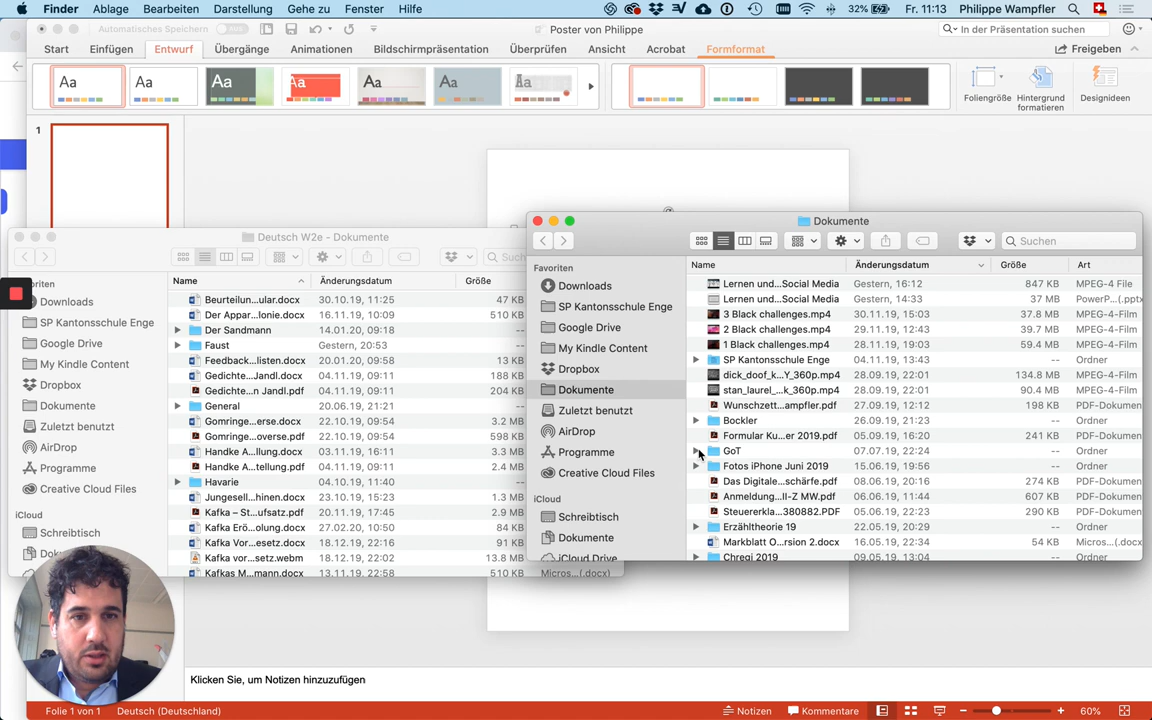 Finder Ablage Bearbeiten Darstellung Gehe zu Fenster Hilfe 32% Fr. 11:13 Philippe Wampfler
Automatisches Speichern Poster von Philippe In der Präsentation suchen
Start Einfügen Entwurf Übergänge Animationen Bildschirmpräsentation Überprüfen Ansicht Acrobat Formformat Freigeben
Aa Aa Aa Aa Aa Aa Aa
Foliengröße Hintergrund formatieren Designideen
1
Deutsch W2e - Dokumente
Name Änderungsdatum Größe
Downloads
SP Kantonsschule Enge
Google Drive
My Kindle Content
Dropbox
Dokumente
Zuletzt benutzt
AirDrop
Programme
Creative Cloud Files
iCloud
Schreibtisch
Beurteilun...ular.docx 30.10.19, 11:25 47 KB
Der Appar...lonie.docx 16.11.19, 10:09 510 KB
Der Sandmann 14.01.20, 09:18 --
Faust Gestern, 20:53 --
Feedback...listen.docx 20.01.20, 09:58 13 KB
Gedichte...n Jandl.docx 04.11.19, 09:11 188 KB
Gedichte...n Jandl.pdf 04.11.19, 09:11 204 KB
General 20.06.19, 21:21 --
Gomringe...erse.docx 22.10.19, 09:54 3.2 MB
Gomringe...overse.pdf 22.10.19, 09:54 598 KB
Handke A...llung.docx 03.11.19, 16:11 3.3 MB
Handke A...tellung.pdf 04.11.19, 09:11 2.4 MB
Havarie 04.10.19, 11:40 --
Jungesell...hinen.docx 23.10.19, 15:23 1.3 MB
Kafka – St...ufsatz.pdf 20.11.19, 17:45 2.9 MB
Kafka Erö...olung.docx 27.02.20, 10:50 84 KB
Kafka Vor...esetz.docx 18.12.19, 22:16 91 KB
Kafka vor...setz.webm 18.12.19, 22:02 13.8 MB
Kafkas M...mann.docx 13.11.19, 22:58 510 KB Micros...(.docx)
Dokumente
Suchen
Favoriten
Downloads
SP Kantonsschule Enge
Google Drive
My Kindle Content
Dropbox
Dokumente
Zuletzt benutzt
AirDrop
Programme
Creative Cloud Files
iCloud
Schreibtisch
Dokumente
iCloud Drive
Name Änderungsdatum Größe Art
Lernen und...Social Media Gestern, 16:12 847 KB MPEG-4 File
Lernen und...Social Media Gestern, 14:33 37 MB PowerP...(.pptx
3 Black challenges.mp4 30.11.19, 15:03 37.8 MB MPEG-4-Film
2 Black challenges.mp4 29.11.19, 12:43 39.7 MB MPEG-4-Film
1 Black challenges.mp4 28.11.19, 19:03 59.4 MB MPEG-4-Film
SP Kantonsschule Enge 04.11.19, 13:43 -- Ordner
dick_doof_k...Y_360p.mp4 28.09.19, 22:01 134.8 MB MPEG-4-Film
stan_laurel_...k_360p.mp4 28.09.19, 22:01 90.4 MB MPEG-4-Film
Wunschzett...ampfler.pdf 27.09.19, 12:12 198 KB PDF-Dokumen
Bockler 26.09.19, 21:23 -- Ordner
Formular Ku...er 2019.pdf 05.09.19, 16:20 241 KB PDF-Dokumen
GoT 07.07.19, 22:24 -- Ordner
Fotos iPhone Juni 2019 15.06.19, 19:56 -- Ordner
Das Digitale...schärfe.pdf 08.06.19, 20:16 274 KB PDF-Dokumen
Anmeldung...II-Z MW.pdf 06.06.19, 11:44 607 KB PDF-Dokumen
Steuererkla...380882.PDF 05.06.19, 22:23 290 KB PDF-Dokumen
Erzähltheorie 19 22.05.19, 20:29 -- Ordner
Markblatt O...rsion 2.docx 16.05.19, 22:34 54 KB Micros...(.docx
Chregi 2019 09.05.19, 13:04 -- Ordner
Klicken Sie, um Notizen hinzuzufügen
Folie 1 von 1 Deutsch (Deutschland) Notizen Kommentare 60%